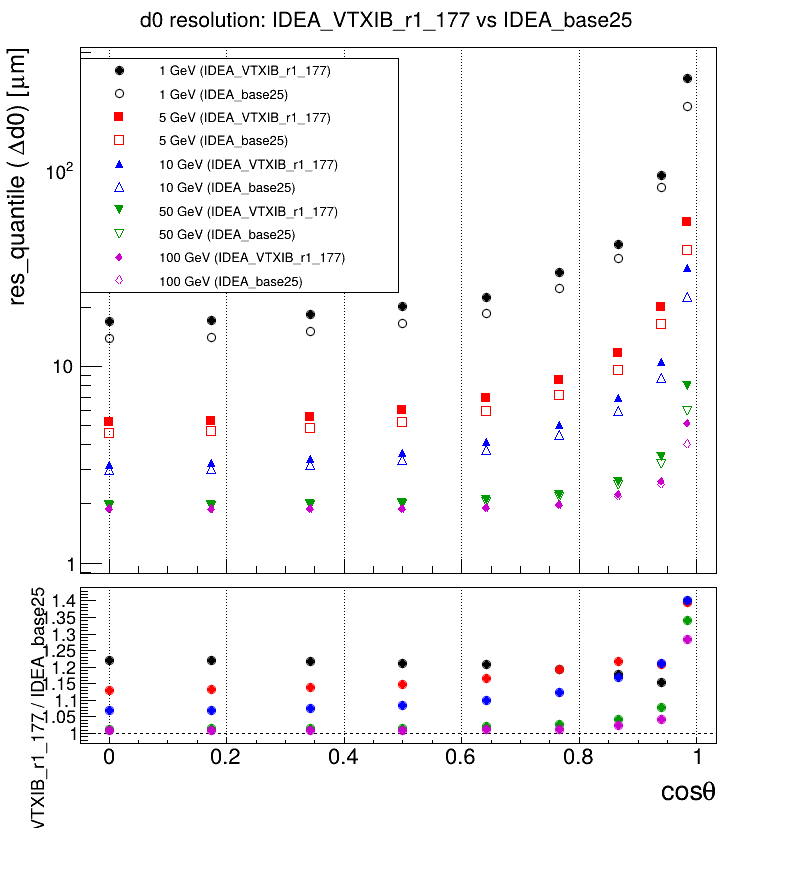 d0 resolution: IDEA_VTXIB_r1_177 vs IDEA_base25
res_quantile ( Δd0) [μm]
1 GeV (IDEA_VTXIB_r1_177)
1 GeV (IDEA_base25)
5 GeV (IDEA_VTXIB_r1_177)
5 GeV (IDEA_base25)
10 GeV (IDEA_VTXIB_r1_177)
10 GeV (IDEA_base25)
50 GeV (IDEA_VTXIB_r1_177)
50 GeV (IDEA_base25)
100 GeV (IDEA_VTXIB_r1_177)
100 GeV (IDEA_base25)
10²
10
1
VTXIB_r1_177 / IDEA_base25
1.4
1.35
1.3
1.25
1.2
1.15
1.1
1.05
1
0 0.2 0.4 0.6 0.8 1
cosθ